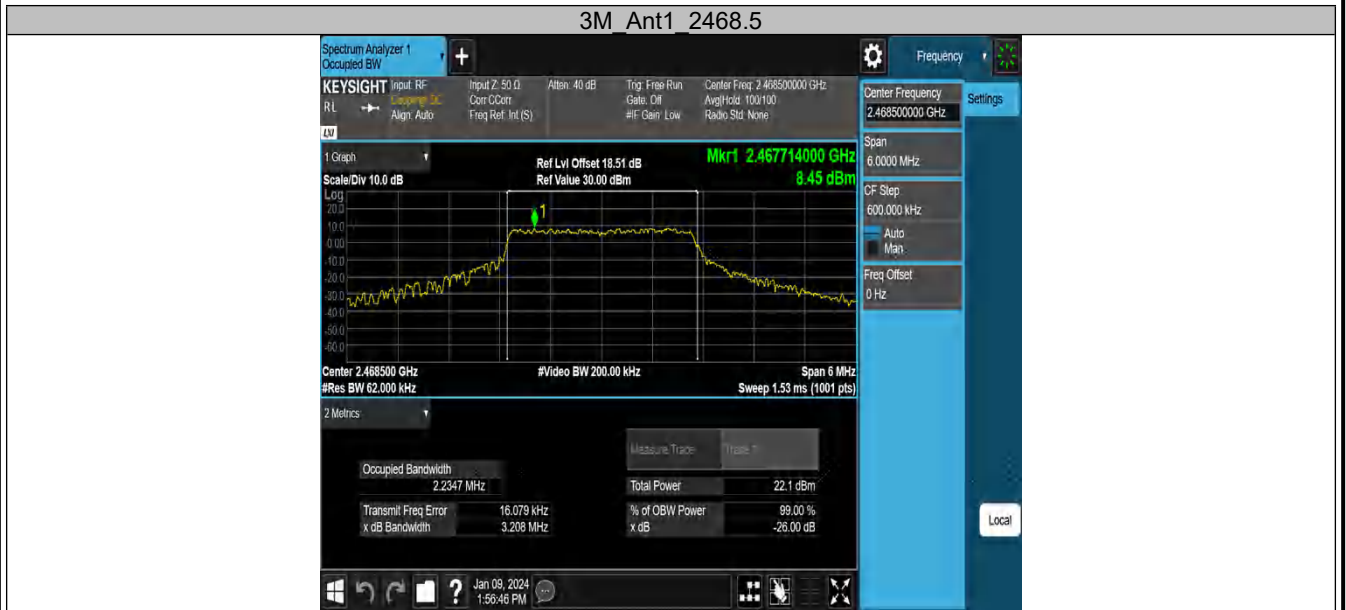 3M_Ant1_2468.5
Spectrum Analyzer 1
Occupied BW
+
Frequency
KEYSIGHT
RL
LXI
Input: RF
Coupling: DC
Align: Auto
Input Z: 50 Ω
Corr CCorr
Freq Ref: Int (S)
Atten: 40 dB
Trig: Free Run
Gate: Off
#IF Gain: Low
Center Freq: 2.468500000 GHz
Avg|Hold: 100/100
Radio Std: None
Center Frequency
2.468500000 GHz
Settings
Span
6.0000 MHz
CF Step
600.000 kHz
Auto
Man
Freq Offset
0 Hz
Local
1 Graph
Scale/Div 10.0 dB
Ref Lvl Offset 18.51 dB
Ref Value 30.00 dBm
Mkr1 2.467714000 GHz
8.45 dBm
Log
20.0
10.0
0.00
-10.0
-20.0
-30.0
-40.0
-50.0
-60.0
1
Center 2.468500 GHz
#Res BW 62.000 kHz
#Video BW 200.00 kHz
Span 6 MHz
Sweep 1.53 ms (1001 pts)
2 Metrics
Measure Trace
Trace 1
Occupied Bandwidth
2.2347 MHz
Total Power
22.1 dBm
Transmit Freq Error
16.079 kHz
% of OBW Power
99.00 %
x dB Bandwidth
3.208 MHz
x dB
-26.00 dB
?
Jan 09, 2024
1:56:46 PM